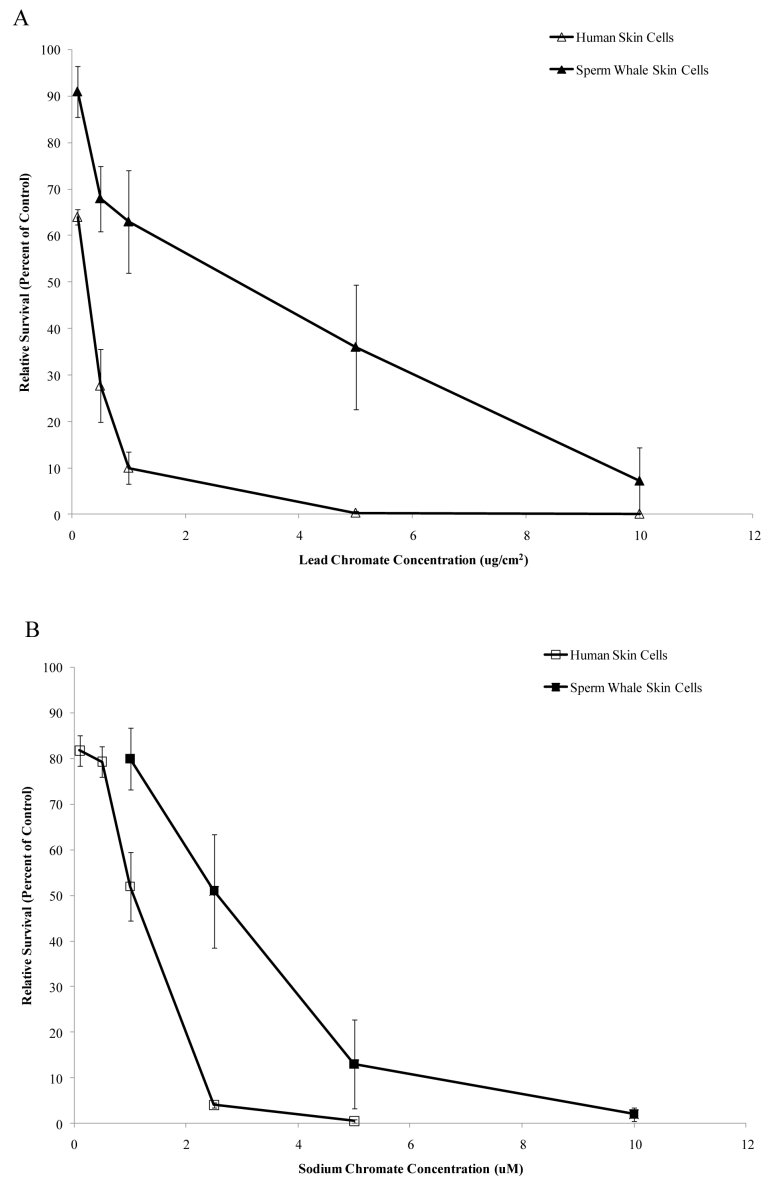 A
Human Skin Cells
Sperm Whale Skin Cells
100
90
80
70
60
50
40
30
20
10
0
Relative Survival (Percent of Control)
0 2 4 6 8 10 12
Lead Chromate Concentration (ug/cm²)
B
Human Skin Cells
Sperm Whale Skin Cells
100
90
80
70
60
50
40
30
20
10
0
Relative Survival (Percent of Control)
0 2 4 6 8 10 12
Sodium Chromate Concentration (uM)